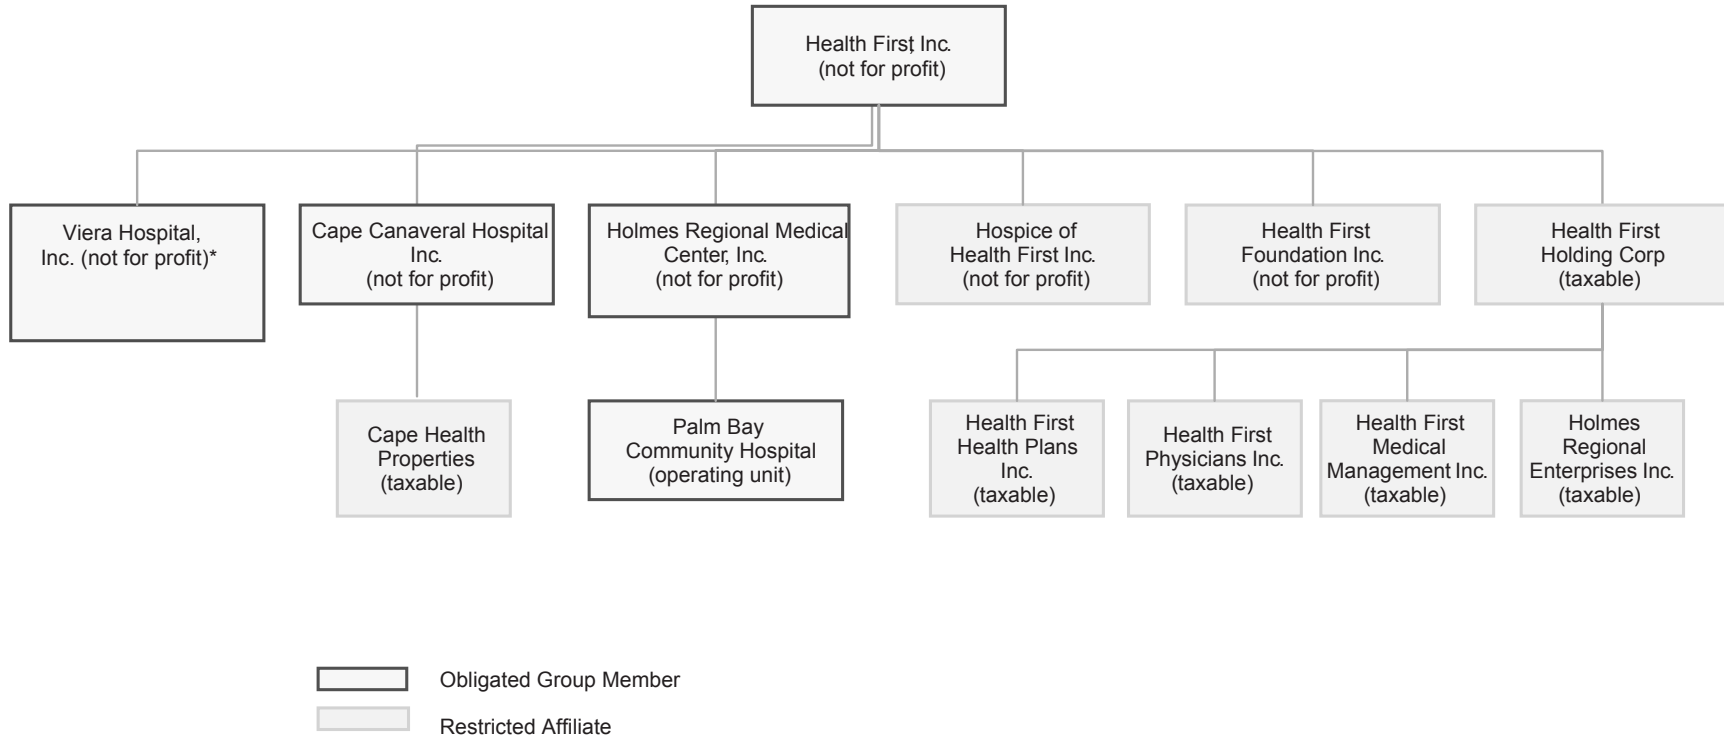 Health First, Inc.
(not for profit)
Viera Hospital,
Inc. (not for profit)*
Cape Canaveral Hospital
Inc.
(not for profit)
Holmes Regional Medical
Center, Inc.
(not for profit)
Hospice of
Health First Inc.
(not for profit)
Health First
Foundation Inc.
(not for profit)
Health First
Holding Corp
(taxable)
Cape Health
Properties
(taxable)
Palm Bay
Community Hospital
(operating unit)
Health First
Health Plans
Inc.
(taxable)
Health First
Physicians Inc.
(taxable)
Health First
Medical
Management Inc.
(taxable)
Holmes
Regional
Enterprises Inc.
(taxable)
Obligated Group Member
Restricted Affiliate